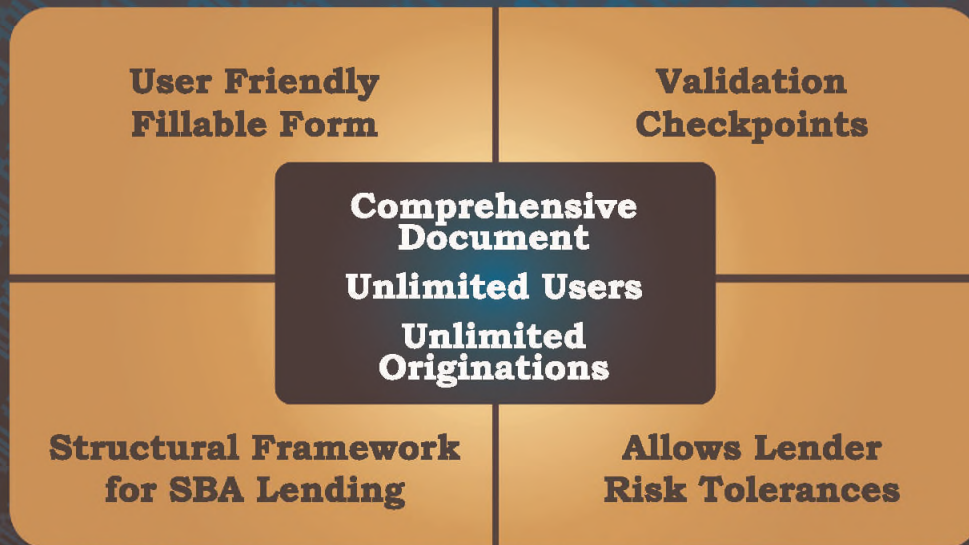 User Friendly
Fillable Form
Validation
Checkpoints
Comprehensive
Document
Unlimited Users
Unlimited
Originations
Structural Framework
for SBA Lending
Allows Lender
Risk Tolerances